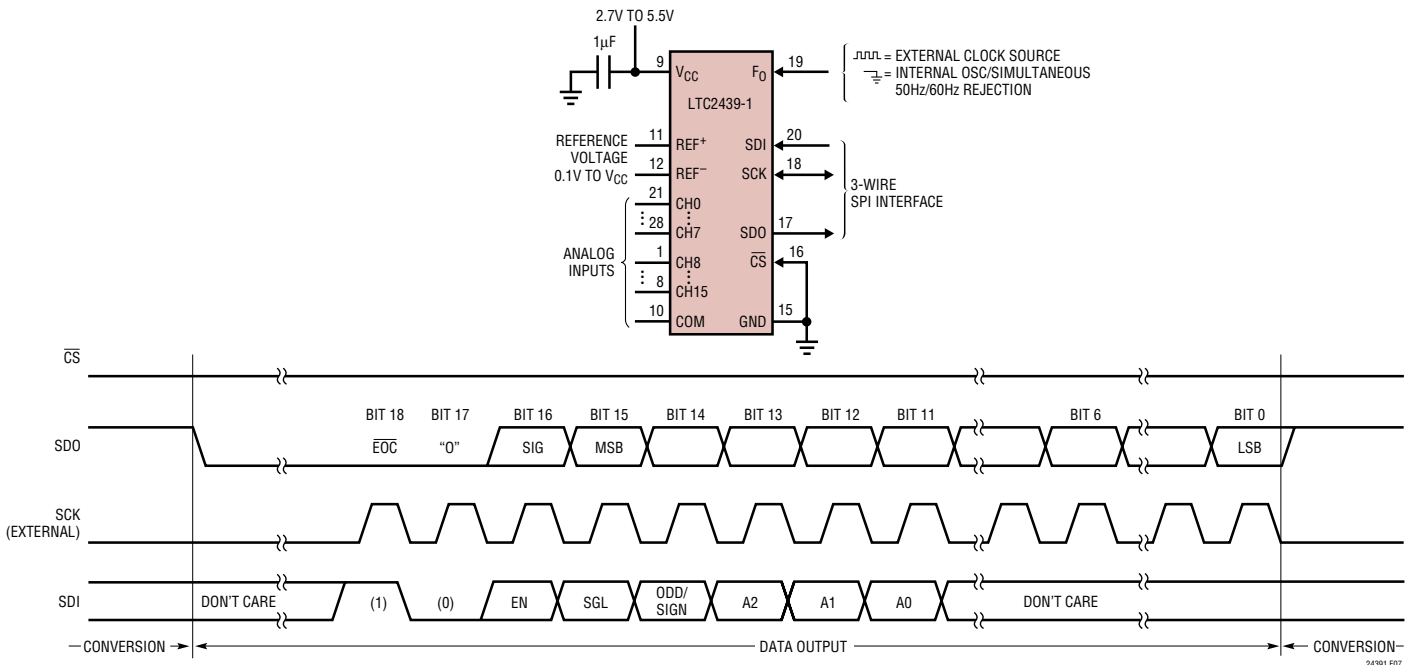 2.7V TO 5.5V
1µF
9
VCC
LTC2439-1
FO
19
= EXTERNAL CLOCK SOURCE
= INTERNAL OSC/SIMULTANEOUS
50Hz/60Hz REJECTION
REFERENCE
VOLTAGE
0.1V TO VCC
11
REF+
12
REF–
SDI
20
SCK
18
SDO
17
CS
16
GND
15
3-WIRE
SPI INTERFACE
ANALOG
INPUTS
21
CH0
28
CH7
1
CH8
8
CH15
10
COM
CS
BIT 18 BIT 17 BIT 16 BIT 15 BIT 14 BIT 13 BIT 12 BIT 11 BIT 6 BIT 0
SDO EOC “O” SIG MSB LSB
SCK
(EXTERNAL)
SDI DON'T CARE (1) (0) EN SGL ODD/
SIGN A2 A1 A0 DON'T CARE
CONVERSION DATA OUTPUT CONVERSION
24391 F07